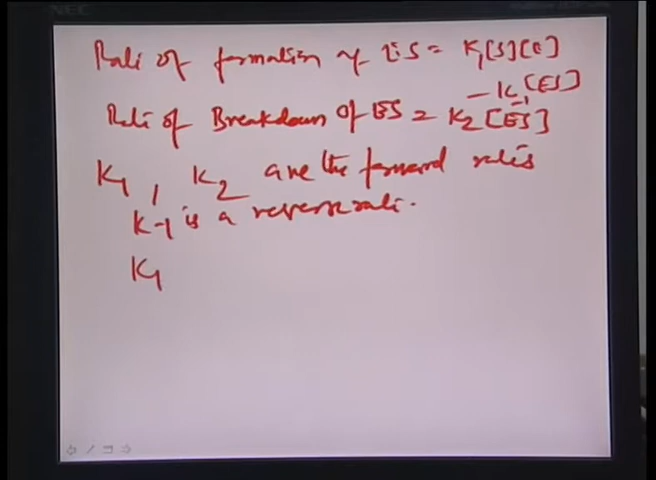 NEC
Rate of formation of ES = K1[S][E]
- K-1[ES]
Rate of Breakdown of ES = K2[ES]
K1, K2 are the forward rates
K-1 is a reverse rate.
K1